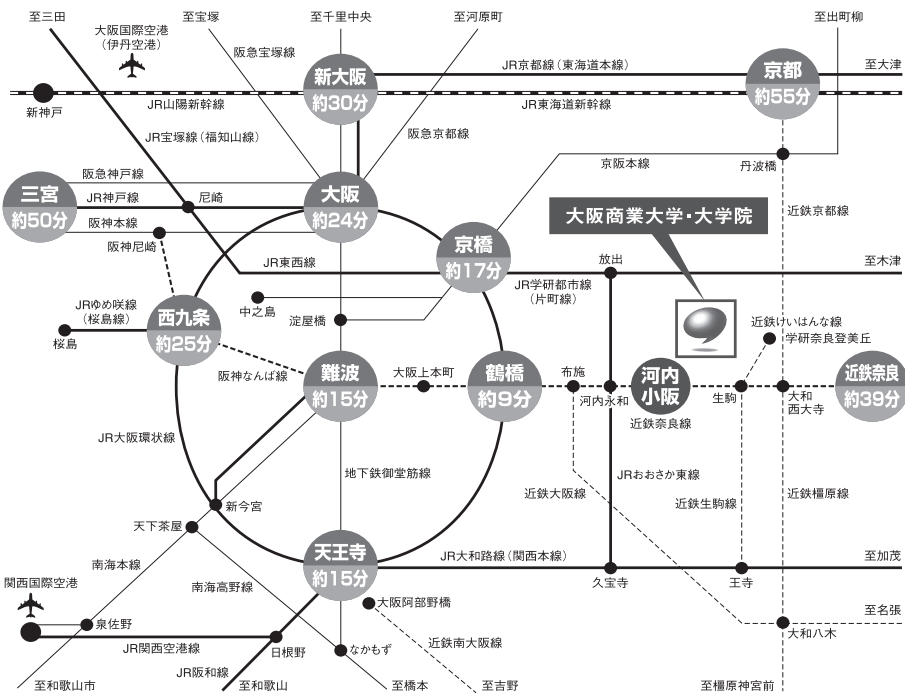 至三田
至宝塚
至千里中央
至河原町
至出町柳
大阪国際空港
(伊丹空港)
阪急宝塚線
新大阪
約30分
JR京都線(東海道本線)
京都
約55分
至大津
新神戸
JR山陽新幹線
JR東海道新幹線
JR宝塚線(福知山線)
阪急京都線
京阪本線
丹波橋
阪急神戸線
三宮
約50分
JR神戸線
尼崎
大阪
約24分
近鉄京都線
大阪商業大学・大学院
阪神本線
阪神尼崎
京橋
約17分
JR東西線
放出
至木津
JR学研都市線
(片町線)
JRゆめ咲線
(桜島線)
桜島
西九条
約25分
中之島
淀屋橋
近鉄けいはんな線
学研奈良登美丘
阪神なんば線
難波
約15分
大阪上本町
鶴橋
約9分
布施
河内永和
河内
小阪
近鉄奈良線
生駒
大和
西大寺
近鉄奈良
約39分
JR大阪環状線
地下鉄御堂筋線
JRおおさか東線
近鉄大阪線
近鉄生駒線
近鉄橿原線
新今宮
天下茶屋
天王寺
約15分
JR大和路線(関西本線)
久宝寺
王寺
至加茂
南海本線
南海高野線
関西国際空港
泉佐野
大阪阿部野橋
至名張
大和八木
JR関西空港線
日根野
なかもず
近鉄南大阪線
JR阪和線
至和歌山市
至和歌山
至橋本
至吉野
至橿原神宮前